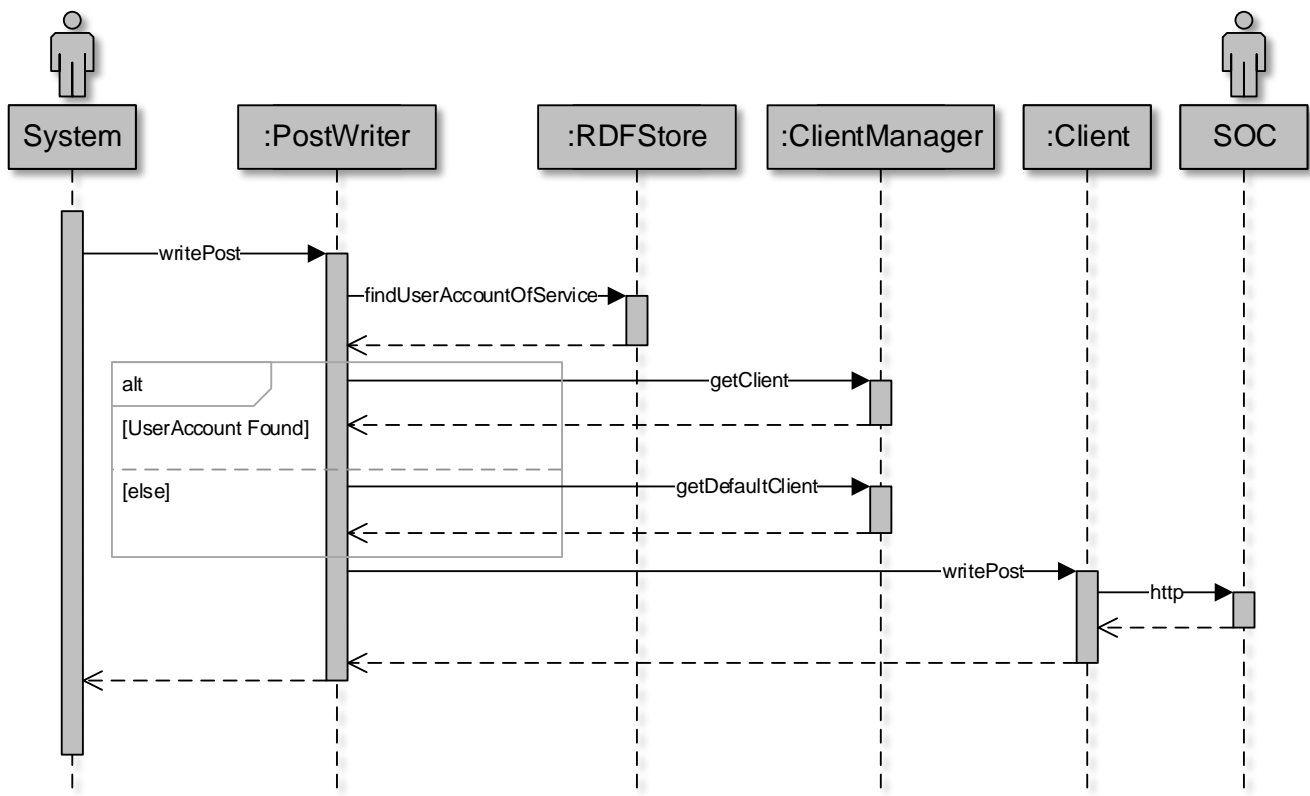 System
:PostWriter
:RDFStore
:ClientManager
:Client
SOC
writePost
findUserAccountOfService
alt
getClient
[UserAccount Found]
[else]
getDefaultClient
writePost
http